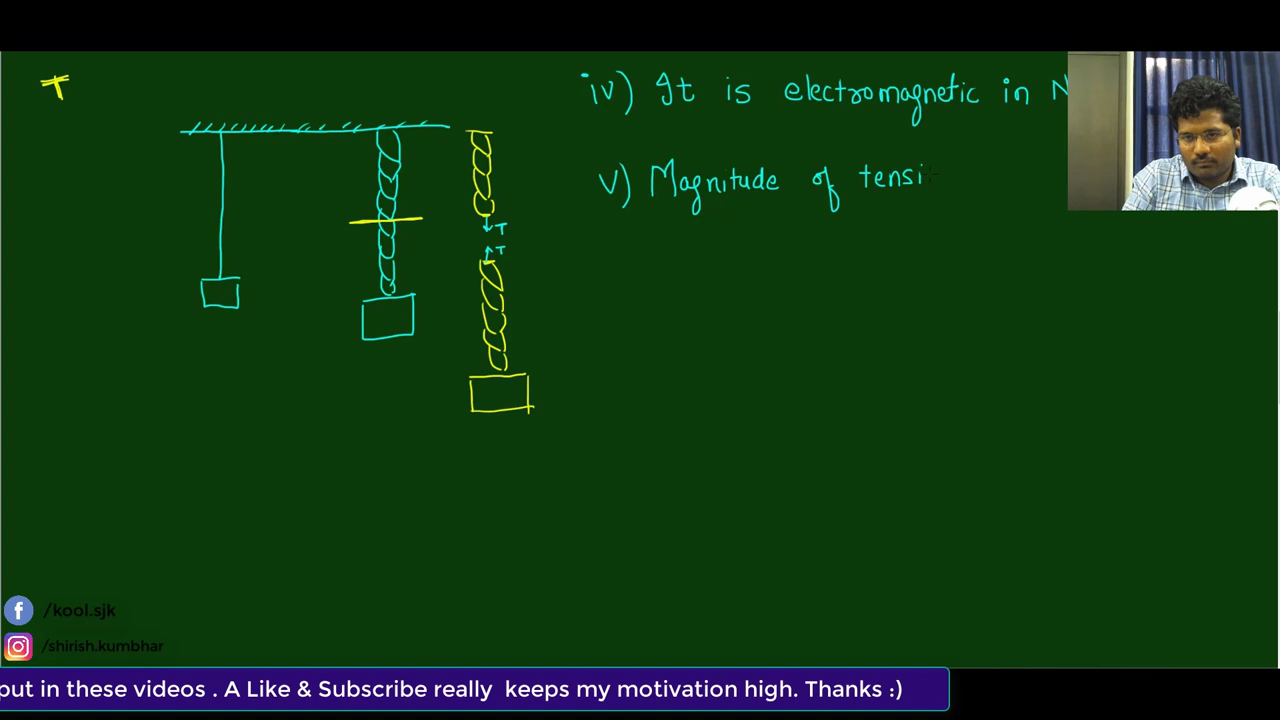 T
iv) It is electromagnetic in N
v) Magnitude of tensi
T
T
/kool.sjk
/shirish.kumbhar
put in these videos . A Like & Subscribe really keeps my motivation high. Thanks :)